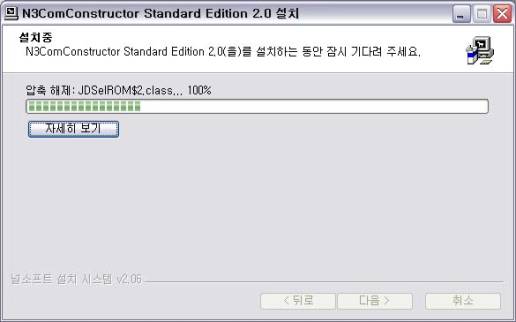 N3ComConstructor Standard Edition 2.0 설치
설치중
N3ComConstructor Standard Edition 2.0(을)를 설치하는 동안 잠시 기다려 주세요.
압축 해제: JDSelROM$2.class... 100%
자세히 보기
널소프트 설치 시스템 v2.06
< 뒤로 다음 > 취소